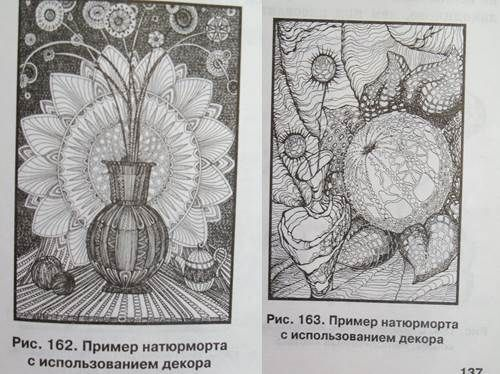 Рис. 162. Пример натюрморта
с использованием декора
Рис. 163. Пример натюрморта
с использованием декора
137